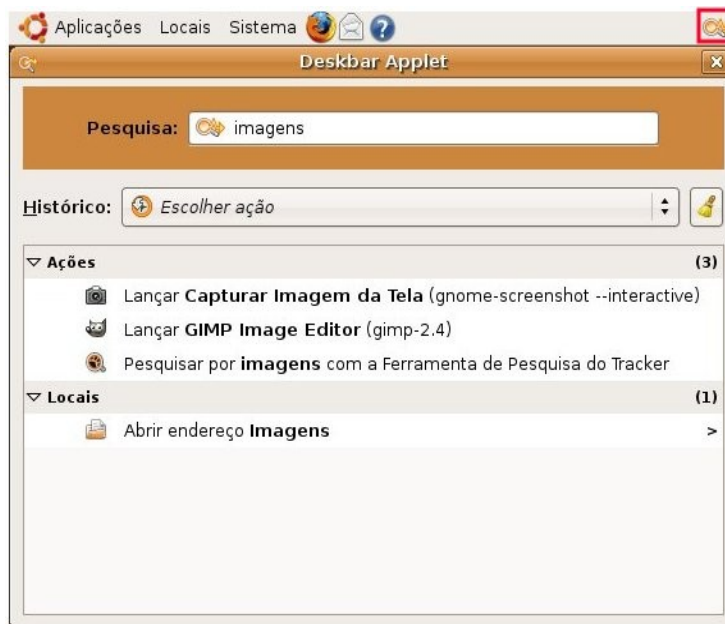 Aplicações Locais Sistema
Deskbar Applet
Pesquisa: imagens
Histórico: Escolher ação
Ações (3)
Lançar Capturar Imagem da Tela (gnome-screenshot --interactive)
Lançar GIMP Image Editor (gimp-2.4)
Pesquisar por imagens com a Ferramenta de Pesquisa do Tracker
Locais (1)
Abrir endereço Imagens >